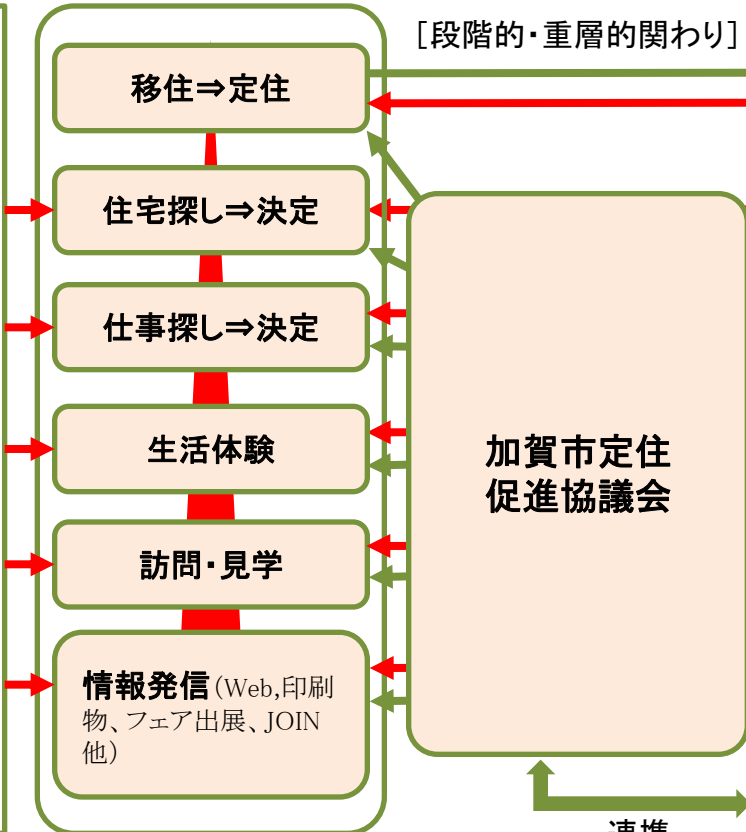 [段階的・重層的関わり]
移住⇒定住
住宅探し⇒決定
仕事探し⇒決定
生活体験
訪問・見学
情報発信(Web,印刷
物、フェア出展、JOIN
他)
加賀市定住
促進協議会
連携